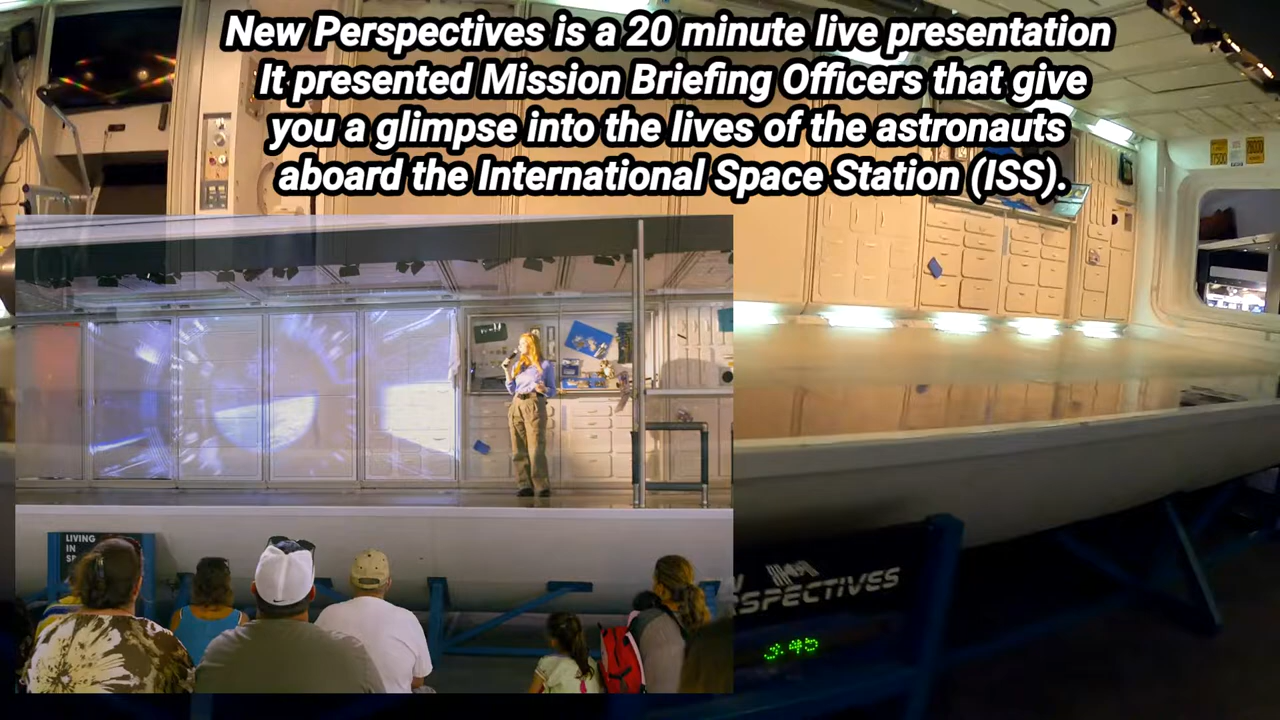 New Perspectives is a 20 minute live presentation
It presented Mission Briefing Officers that give
you a glimpse into the lives of the astronauts
aboard the International Space Station (ISS).
LIVING
IN
SPECTIVES
3:45